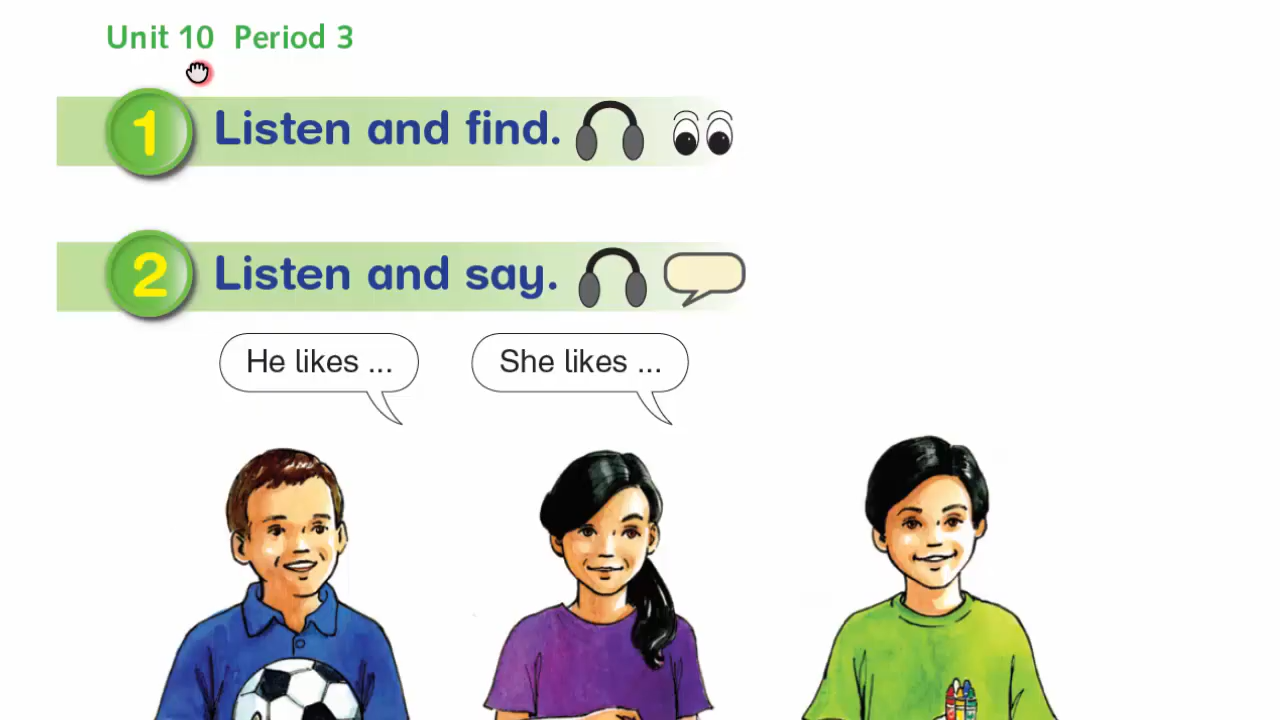 Unit 10 Period 3
1 Listen and find.
2 Listen and say.
He likes ...
She likes ...